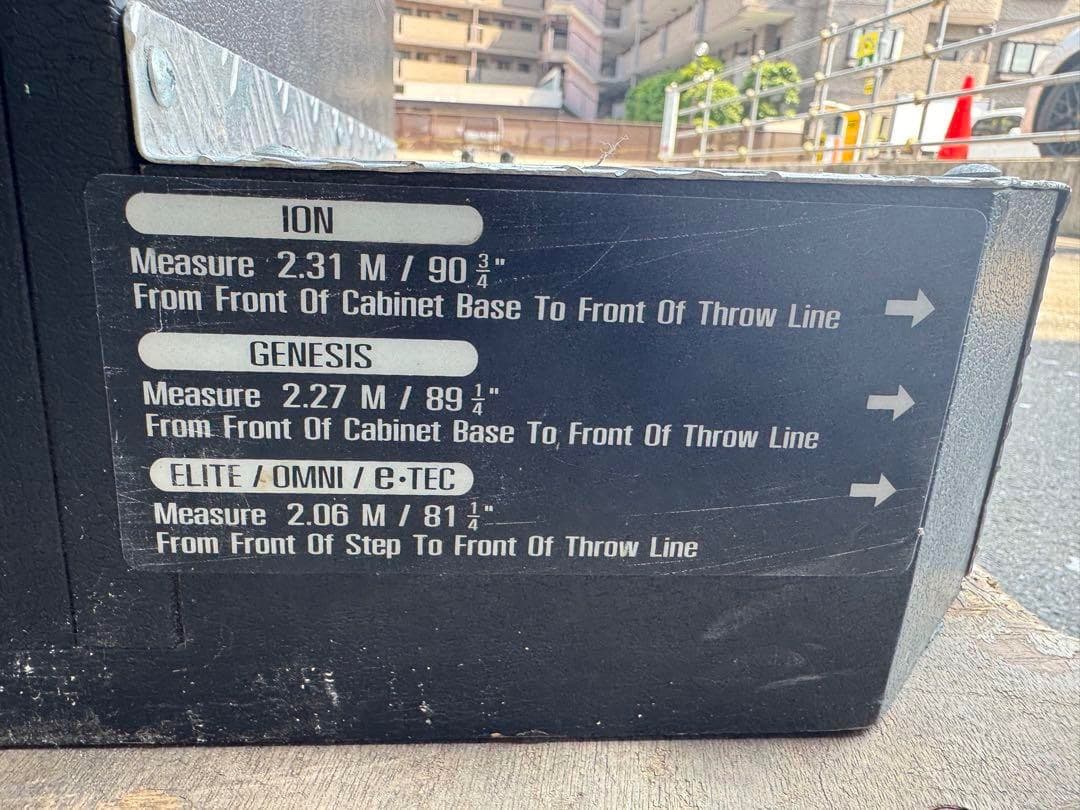 ION
Measure 2.31 M / 90 3/4"
From Front Of Cabinet Base To Front Of Throw Line
GENESIS
Measure 2.27 M / 89 1/4"
From Front Of Cabinet Base To Front Of Throw Line
ELITE / OMNI / e•TEC
Measure 2.06 M / 81 1/4"
From Front Of Step To Front Of Throw Line